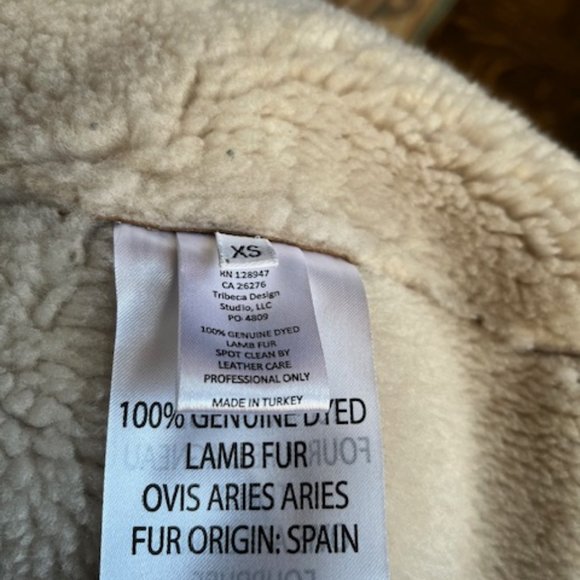 XS
RN 128947
CA 26276
Tribeca Design
Studio, LLC
PO-4809
100% GENUINE DYED
LAMB FUR
SPOT CLEAN BY
LEATHER CARE
PROFESSIONAL ONLY
MADE IN TURKEY
100% GENUINE DYED
LAMB FUR
OVIS ARIES ARIES
FUR ORIGIN: SPAIN